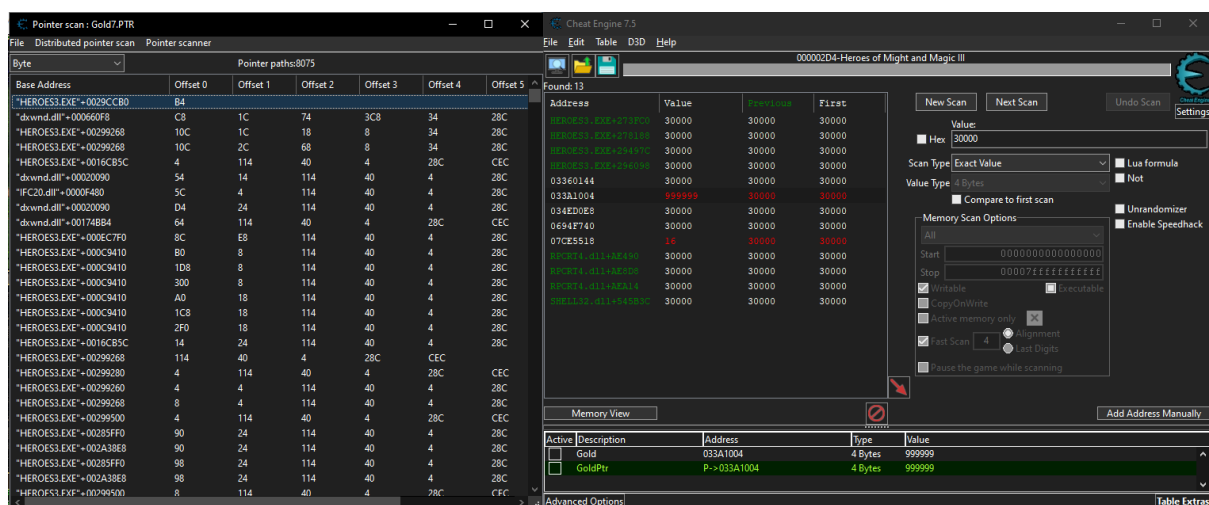 Pointer scan : Gold7.PTR
File Distributed pointer scan Pointer scanner
Byte Pointer paths:8075
Base Address Offset 0 Offset 1 Offset 2 Offset 3 Offset 4 Offset 5
"HEROES3.EXE"+0029CCB0 B4
"dxwnd.dll"+000660F8 C8 1C 74 3C8 34 28C
"HEROES3.EXE"+00299268 10C 1C 18 8 34 28C
"HEROES3.EXE"+00299268 10C 2C 68 8 34 28C
"HEROES3.EXE"+0016CB5C 4 114 40 4 28C CEC
"dxwnd.dll"+00020090 54 14 114 40 4 28C
"IFC20.dll"+0000F480 5C 4 114 40 4 28C
"dxwnd.dll"+00020090 D4 24 114 40 4 28C
"dxwnd.dll"+00174BB4 64 114 40 4 28C CEC
"HEROES3.EXE"+000EC7F0 8C E8 114 40 4 28C
"HEROES3.EXE"+000C9410 B0 8 114 40 4 28C
"HEROES3.EXE"+000C9410 1D8 8 114 40 4 28C
"HEROES3.EXE"+000C9410 300 8 114 40 4 28C
"HEROES3.EXE"+000C9410 A0 18 114 40 4 28C
"HEROES3.EXE"+000C9410 1C8 18 114 40 4 28C
"HEROES3.EXE"+000C9410 2F0 18 114 40 4 28C
"HEROES3.EXE"+0016CB5C 14 24 114 40 4 28C
"HEROES3.EXE"+00299268 114 40 4 28C CEC
"HEROES3.EXE"+00299280 4 114 40 4 28C CEC
"HEROES3.EXE"+00299260 4 4 114 40 4 28C
"HEROES3.EXE"+00299268 8 4 114 40 4 28C
"HEROES3.EXE"+00299500 4 114 40 4 28C CEC
"HEROES3.EXE"+00285FF0 90 24 114 40 4 28C
"HEROES3.EXE"+002A38E8 90 24 114 40 4 28C
"HEROES3.EXE"+00285FF0 98 24 114 40 4 28C
"HEROES3.EXE"+002A38E8 98 24 114 40 4 28C
"HEROES3.EXE"+00299500 8 114 40 4 28C CEC
Cheat Engine 7.5
File Edit Table D3D Help
000002D4-Heroes of Might and Magic III
Found: 13
Address Value Previous First
HEROES3.EXE+273FC0 30000 30000 30000
HEROES3.EXE+278188 30000 30000 30000
HEROES3.EXE+29497C 30000 30000 30000
HEROES3.EXE+296098 30000 30000 30000
03360144 30000 30000 30000
033A1004 999999 30000 30000
034ED0E8 30000 30000 30000
0694F740 30000 30000 30000
07CE5518 16 30000 30000
RPCRT4.dll+AE490 30000 30000 30000
RPCRT4.dll+AE8D8 30000 30000 30000
RPCRT4.dll+AEA14 30000 30000 30000
SHELL32.dll+545B3C 30000 30000 30000
Cheat Engine
Settings
New Scan Next Scan Undo Scan
Value:
Hex 30000
Scan Type Exact Value Lua formula
Value Type 4 Bytes Not
Compare to first scan
Memory Scan Options Unrandomizer
All Enable Speedhack
Start 0000000000000000
Stop 00007fffffffffff
Writable Executable
CopyOnWrite
Active memory only
Fast Scan 4 Alignment
Last Digits
Pause the game while scanning
Memory View Add Address Manually
Active Description Address Type Value
Gold 033A1004 4 Bytes 999999
GoldPtr P->033A1004 4 Bytes 999999
Advanced Options Table Extras